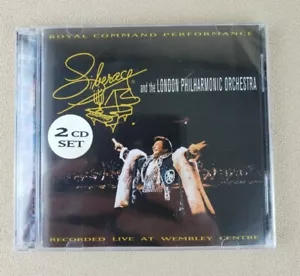 ROYAL COMMAND PERFORMANCE
Liberace
and the LONDON PHILHARMONIC ORCHESTRA
2 CD
SET
RECORDED LIVE AT WEMBLEY CENTRE